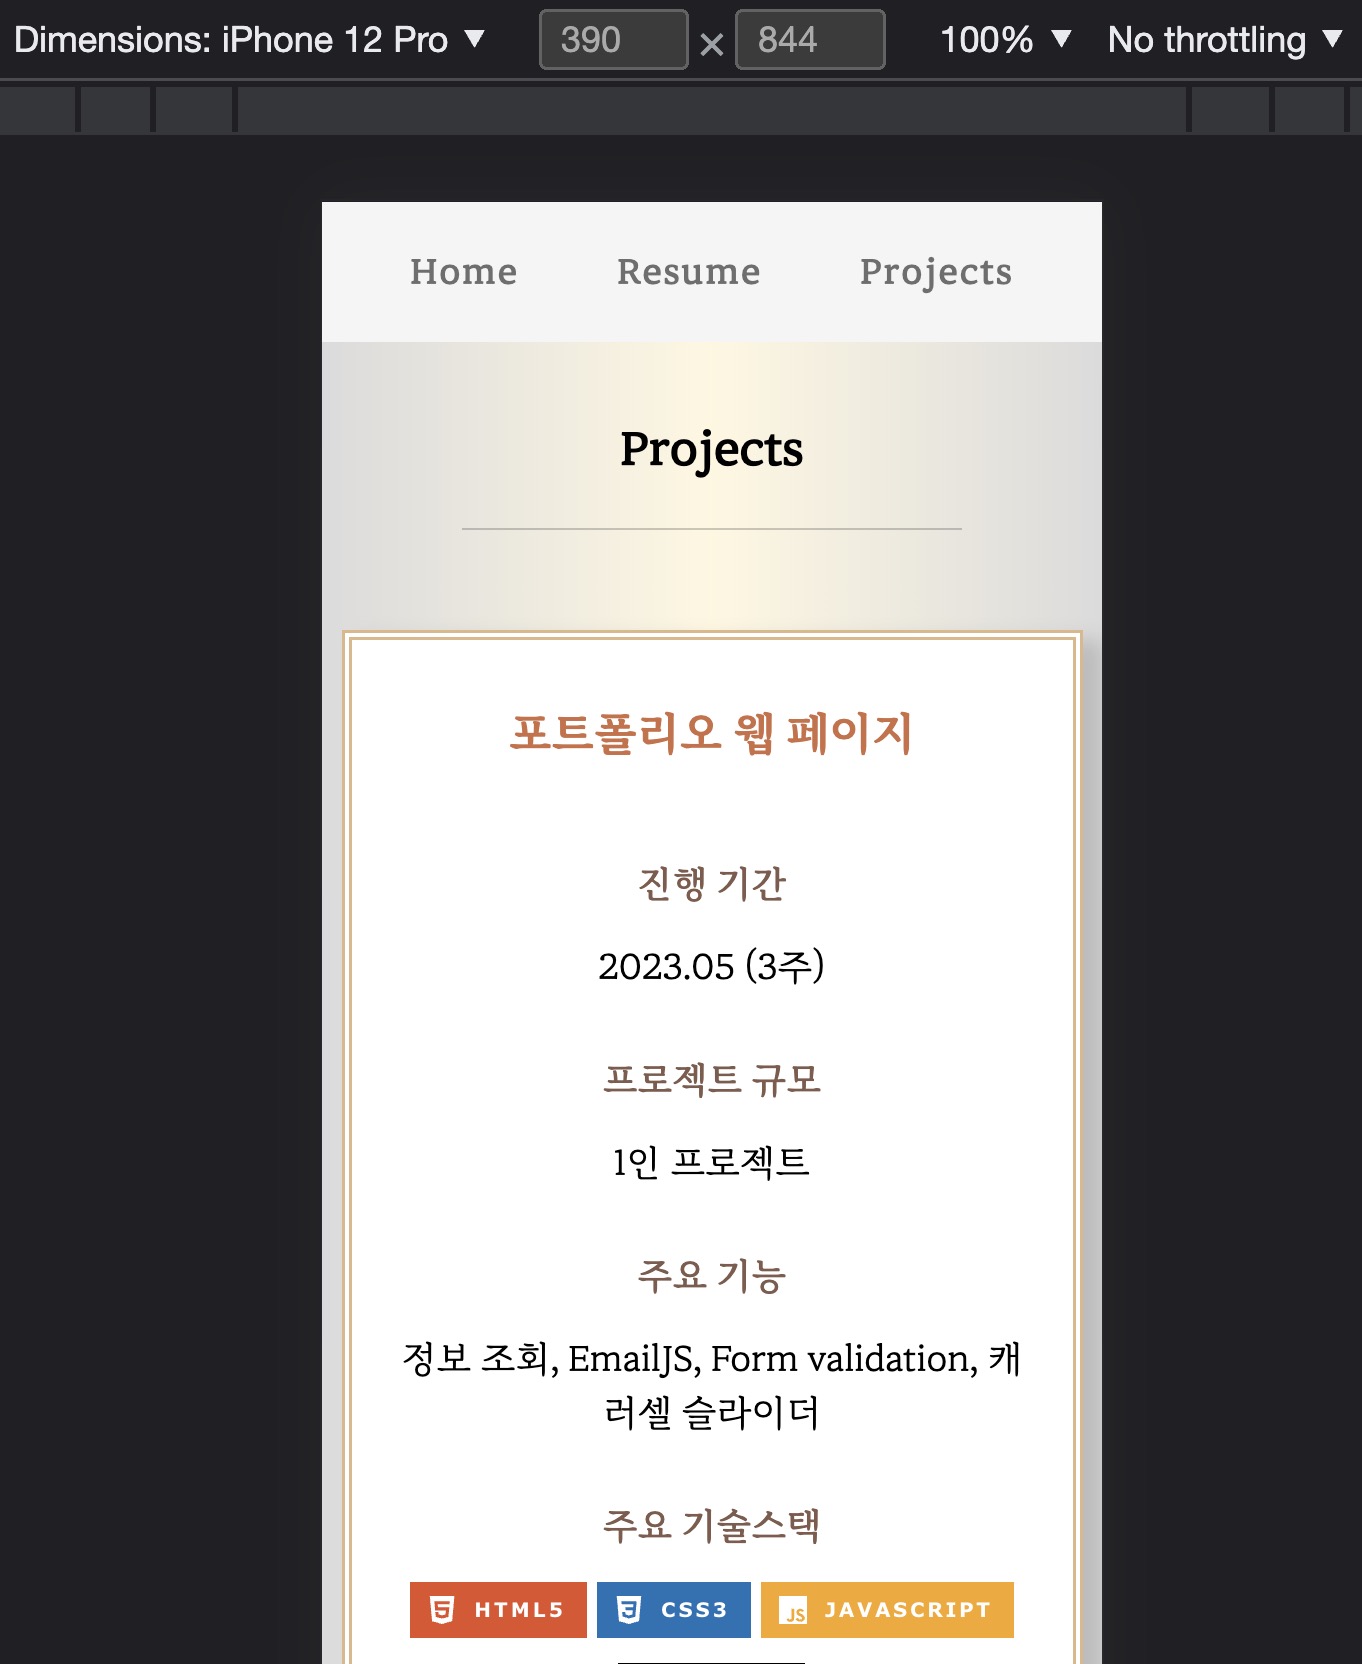 Dimensions: iPhone 12 Pro ▼ 390 × 844 100% ▼ No throttling ▼
Home Resume Projects
Projects
포트폴리오 웹 페이지
진행 기간
2023.05 (3주)
프로젝트 규모
1인 프로젝트
주요 기능
정보 조회, EmailJS, Form validation, 캐
러셀 슬라이더
주요 기술스택
HTML5 CSS3 JS JAVASCRIPT